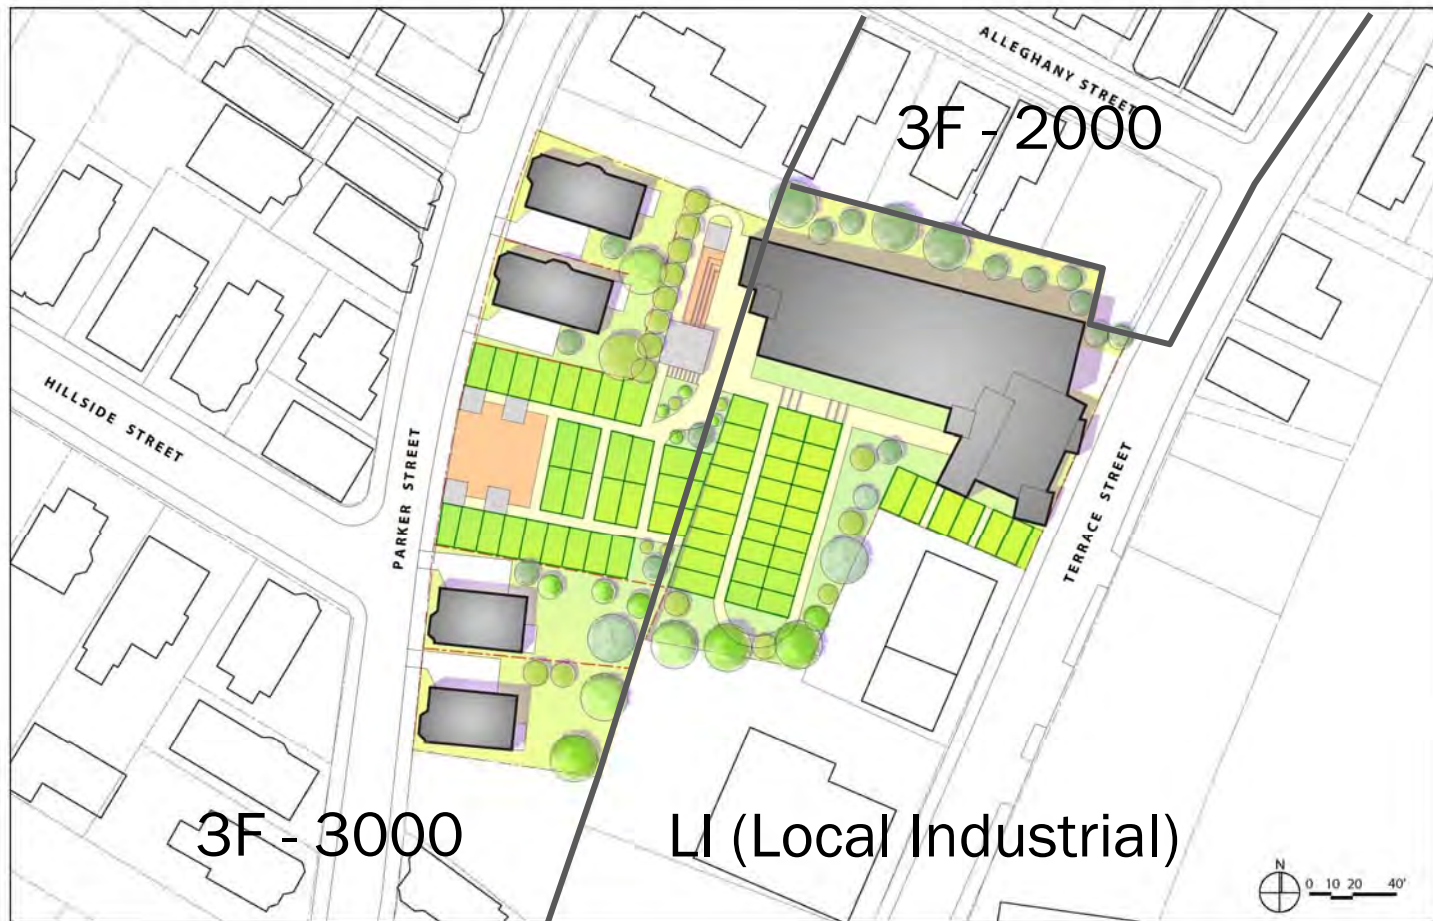 ALLEGHANY STREET
3F - 2000
HILLSIDE STREET
PARKER STREET
TERRACE STREET
3F - 3000
LI (Local Industrial)
N
0 10 20 40'